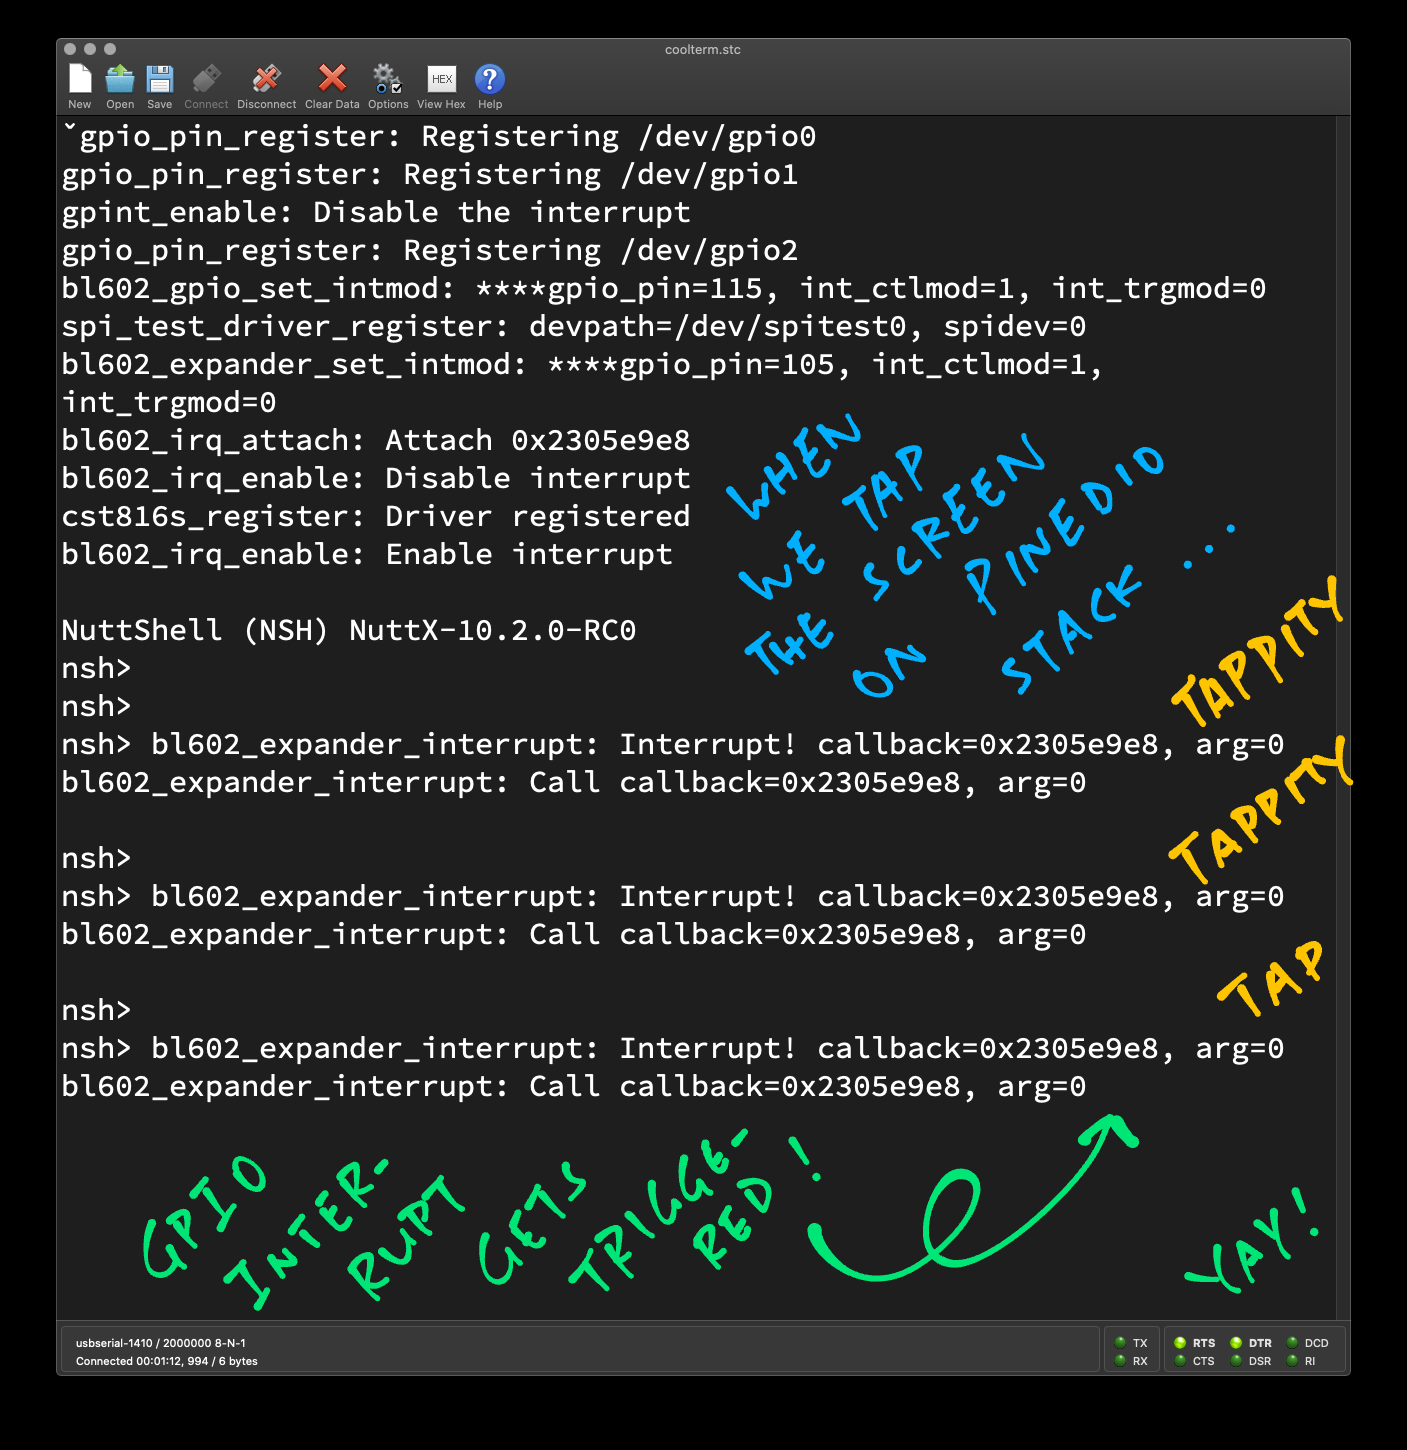 coolterm.stc
New Open Save Connect Disconnect Clear Data Options View Hex Help
HEX
ˇgpio_pin_register: Registering /dev/gpio0
gpio_pin_register: Registering /dev/gpio1
gpint_enable: Disable the interrupt
gpio_pin_register: Registering /dev/gpio2
bl602_gpio_set_intmod: ****gpio_pin=115, int_ctlmod=1, int_trgmod=0
spi_test_driver_register: devpath=/dev/spitest0, spidev=0
bl602_expander_set_intmod: ****gpio_pin=105, int_ctlmod=1,
int_trgmod=0
bl602_irq_attach: Attach 0x2305e9e8
bl602_irq_enable: Disable interrupt
cst816s_register: Driver registered
bl602_irq_enable: Enable interrupt
NuttShell (NSH) NuttX-10.2.0-RC0
nsh>
nsh>
nsh> bl602_expander_interrupt: Interrupt! callback=0x2305e9e8, arg=0
bl602_expander_interrupt: Call callback=0x2305e9e8, arg=0
nsh>
nsh> bl602_expander_interrupt: Interrupt! callback=0x2305e9e8, arg=0
bl602_expander_interrupt: Call callback=0x2305e9e8, arg=0
nsh>
nsh> bl602_expander_interrupt: Interrupt! callback=0x2305e9e8, arg=0
bl602_expander_interrupt: Call callback=0x2305e9e8, arg=0
WHEN
WE TAP
THE SCREEN
ON PINEDIO
STACK ...
TAPPITY
TAPPITY
TAP
GPIO
INTER-
RUPT
GETS
TRIGGE-
RED!
YAY!
usbserial-1410 / 2000000 8-N-1
Connected 00:01:12, 994 / 6 bytes
TX RTS DTR DCD
RX CTS DSR RI